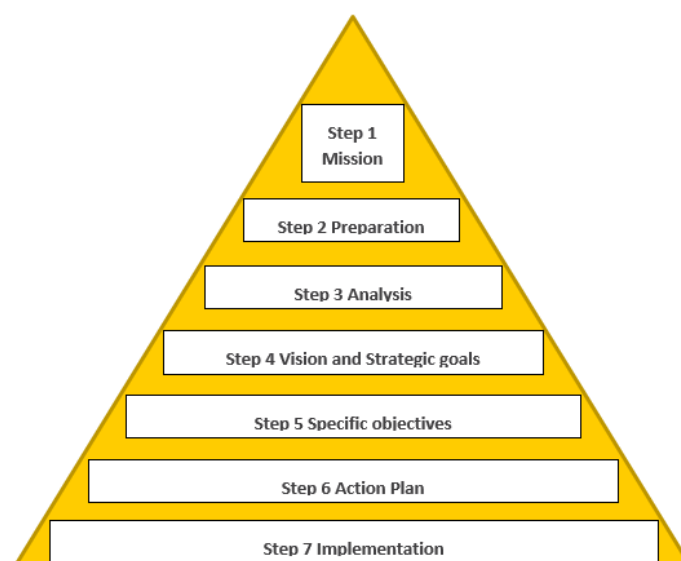 Step 1
Mission
Step 2 Preparation
Step 3 Analysis
Step 4 Vision and Strategic goals
Step 5 Specific objectives
Step 6 Action Plan
Step 7 Implementation